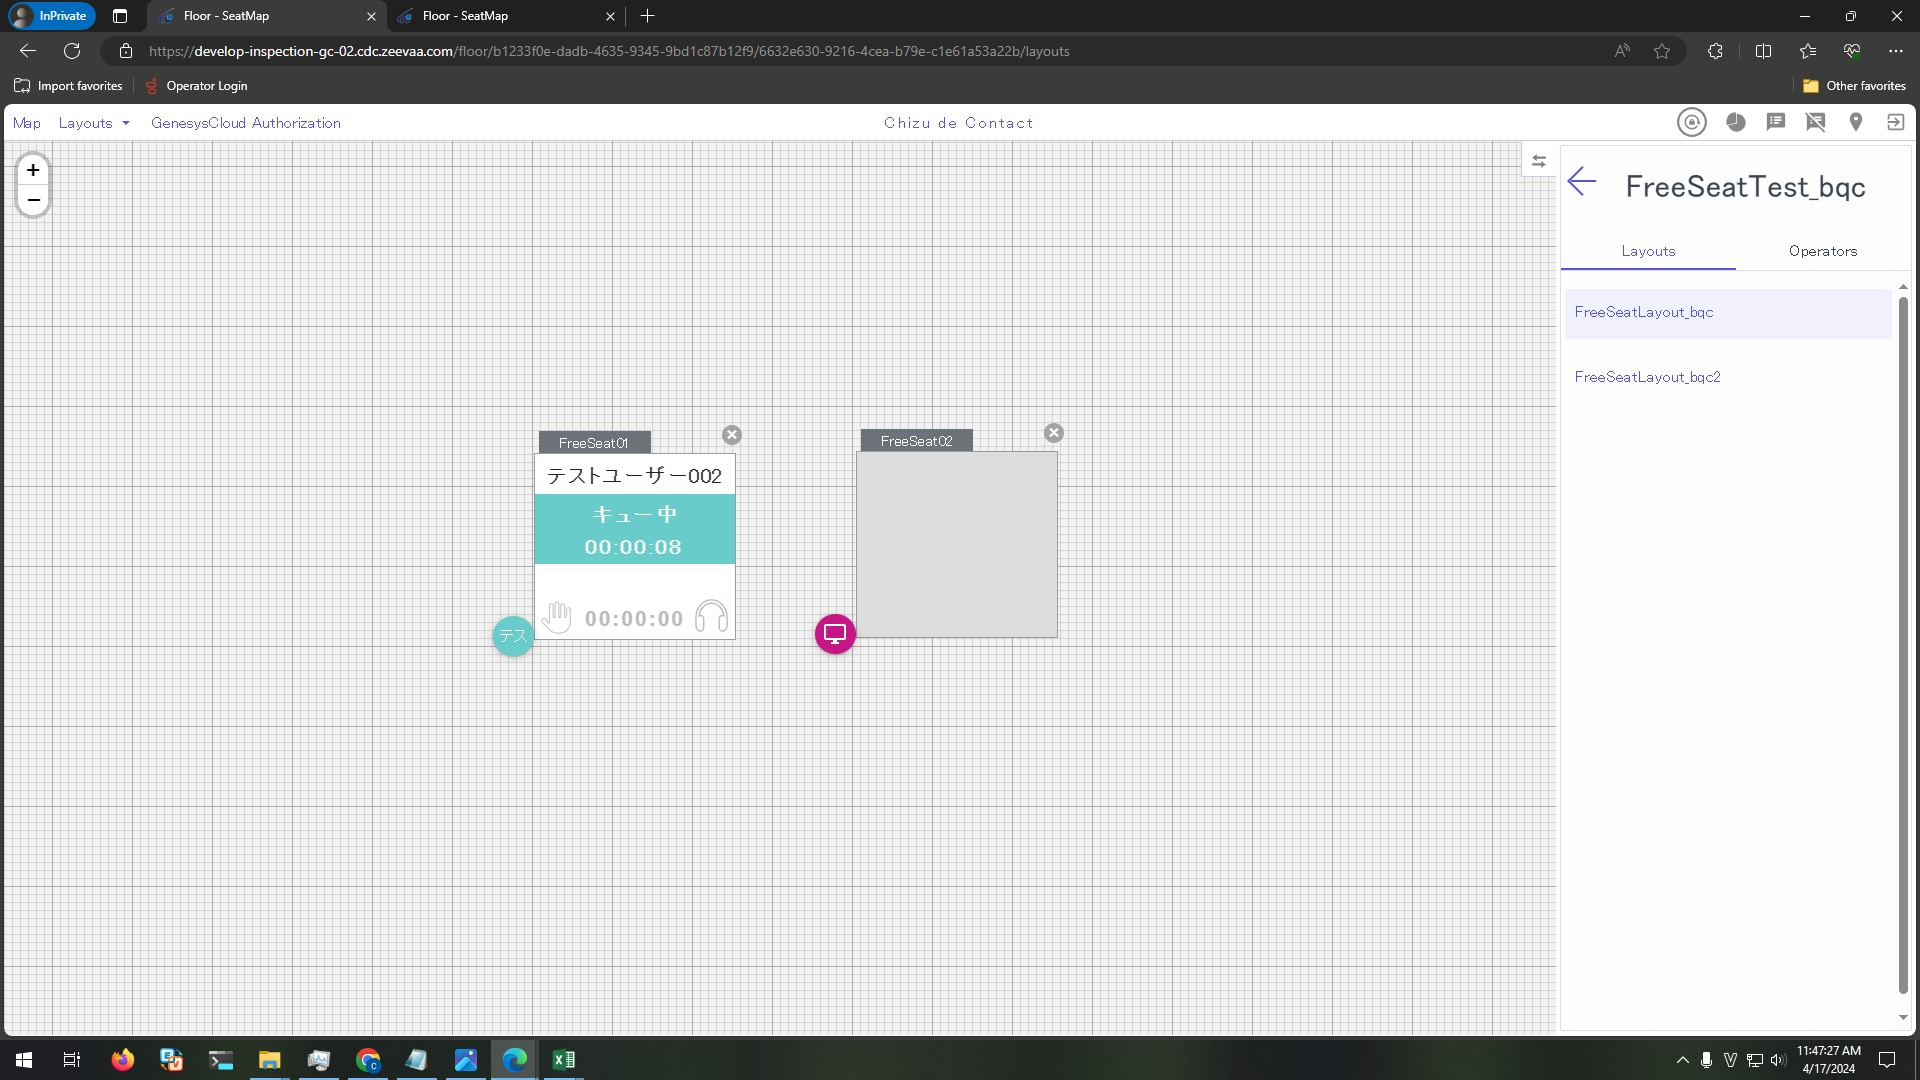 InPrivate
Floor - SeatMap
Floor - SeatMap
https://develop-inspection-gc-02.cdc.zeevaa.com/floor/b1233f0e-dadb-4635-9345-9bd1c87b12f9/6632e630-9216-4cea-b79e-c1e61a53a22b/layouts
Import favorites
Operator Login
Other favorites
Map
Layouts
GenesysCloud Authorization
Chizu de Contact
+
−
FreeSeatTest_bqc
Layouts
Operators
FreeSeatLayout_bqc
FreeSeatLayout_bqc2
FreeSeat01
テストユーザー002
キュー中
00:00:08
00:00:00
テス
FreeSeat02
11:47:27 AM
4/17/2024